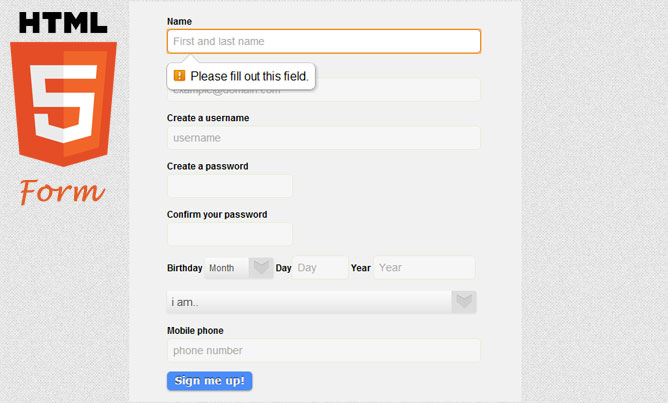 HTML
5
Form
Name
First and last name
Please fill out this field.
example@domain.com
Create a username
username
Create a password
Confirm your password
Birthday Month Day Day Year Year
i am..
Mobile phone
phone number
Sign me up!